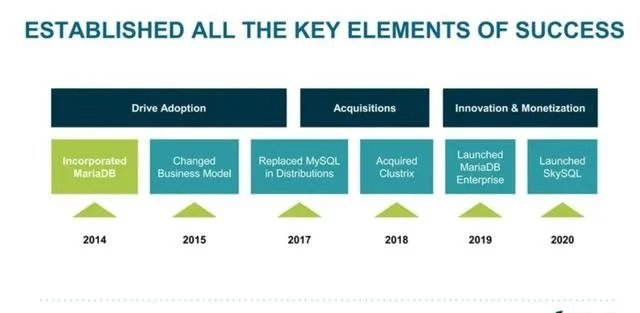 ESTABLISHED ALL THE KEY ELEMENTS OF SUCCESS
Drive Adoption
Acquisitions
Innovation & Monetization
Incorporated
MariaDB
Changed
Business Model
Replaced MySQL
in Distributions
Acquired
Clustrix
Launched
MariaDB
Enterprise
Launched
SkySQL
2014
2015
2017
2018
2019
2020